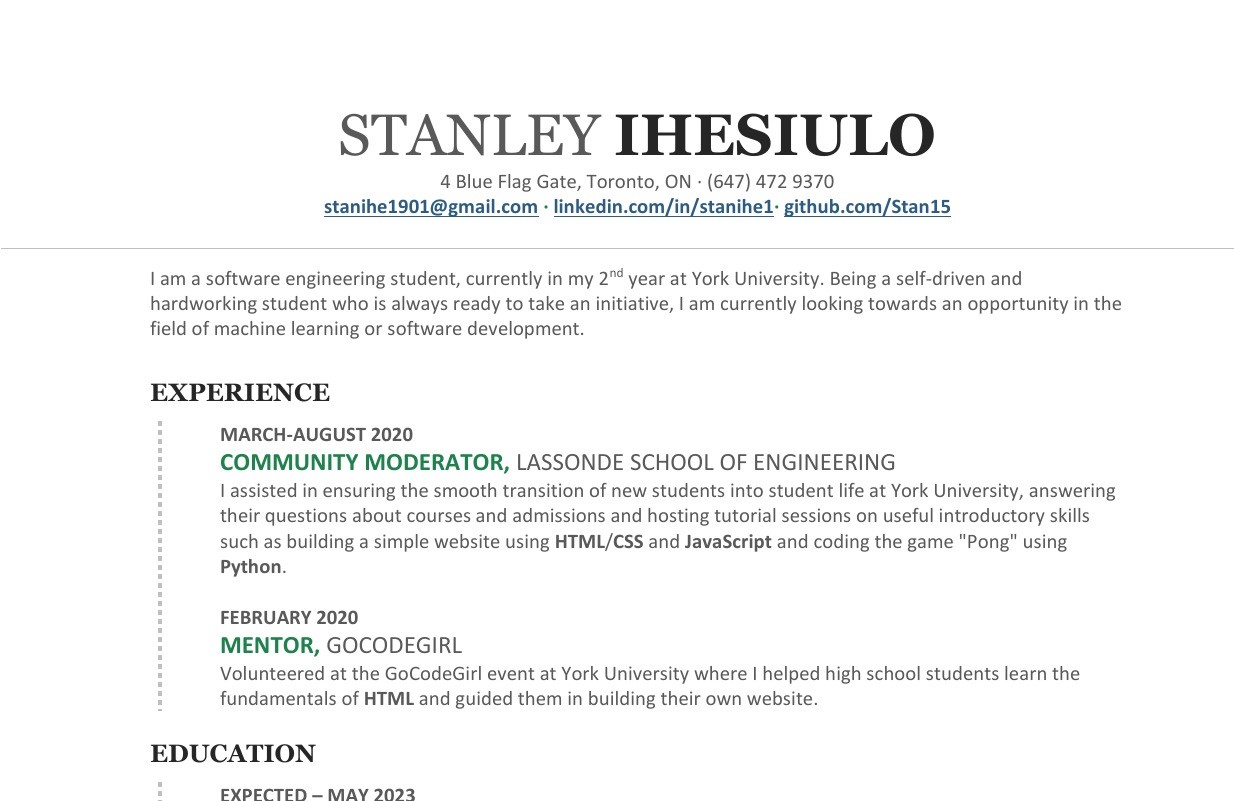 STANLEY IHESIULO
4 Blue Flag Gate, Toronto, ON · (647) 472 9370
stanihe1901@gmail.com · linkedin.com/in/stanihe1· github.com/Stan15
I am a software engineering student, currently in my 2nd year at York University. Being a self-driven and
hardworking student who is always ready to take an initiative, I am currently looking towards an opportunity in the
field of machine learning or software development.
EXPERIENCE
MARCH-AUGUST 2020
COMMUNITY MODERATOR, LASSONDE SCHOOL OF ENGINEERING
I assisted in ensuring the smooth transition of new students into student life at York University, answering
their questions about courses and admissions and hosting tutorial sessions on useful introductory skills
such as building a simple website using HTML/CSS and JavaScript and coding the game "Pong" using
Python.
FEBRUARY 2020
MENTOR, GOCODEGIRL
Volunteered at the GoCodeGirl event at York University where I helped high school students learn the
fundamentals of HTML and guided them in building their own website.
EDUCATION
EXPECTED – MAY 2023